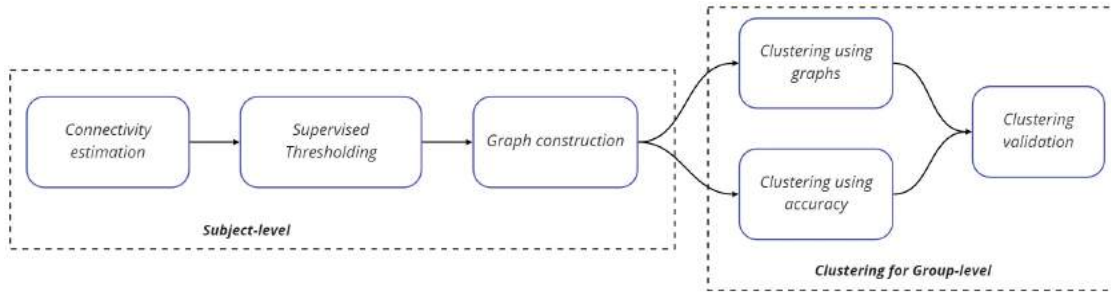 Connectivity
estimation
Supervised
Thresholding
Graph construction
Subject-level
Clustering using
graphs
Clustering using
accuracy
Clustering
validation
Clustering for Group-level